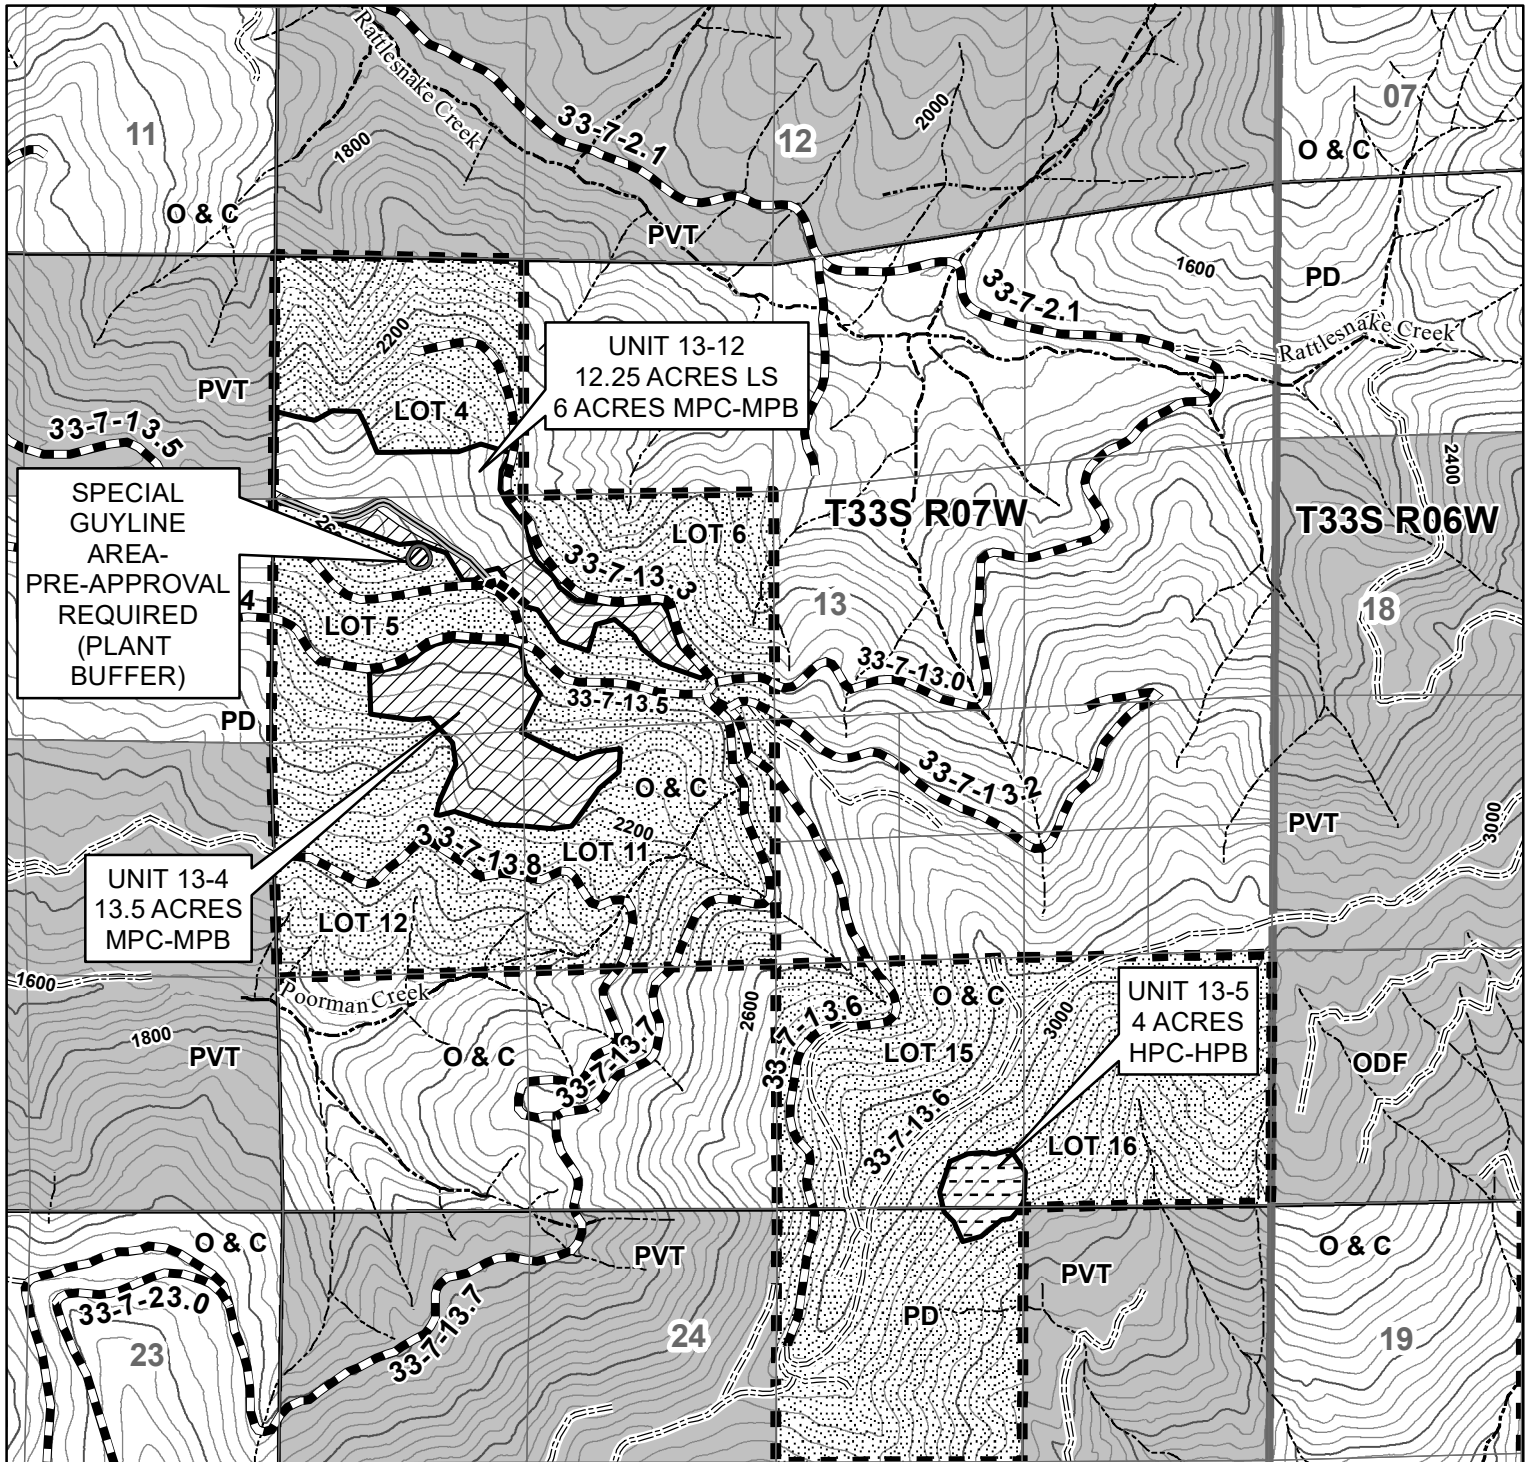 Rattlesnake Creek
33-7-2.1
12
2000
07
11
1800
O & C
O & C
PVT
33-7-2.1
1600
PD
Rattlesnake Creek
2200
UNIT 13-12
12.25 ACRES LS
6 ACRES MPC-MPB
PVT
LOT 4
33-7-13.5
2400
SPECIAL
GUYLINE
AREA-
PRE-APPROVAL
REQUIRED
(PLANT
BUFFER)
LOT 6
T33S R07W
T33S R06W
33-7-13.3
4
LOT 5
13
18
33-7-13.0
33-7-13.5
PD
33-7-13.2
O & C
2200
PVT
3000
33-7-13.8
LOT 11
UNIT 13-4
13.5 ACRES
MPC-MPB
LOT 12
1600
Poorman Creek
2600
O & C
3000
UNIT 13-5
4 ACRES
HPC-HPB
1800
PVT
O & C
33-7-13.7
33-7-13.6
LOT 15
ODF
33-7-13.6
LOT 16
O & C
PVT
O & C
PVT
33-7-23.0
33-7-13.7
PD
23
24
19